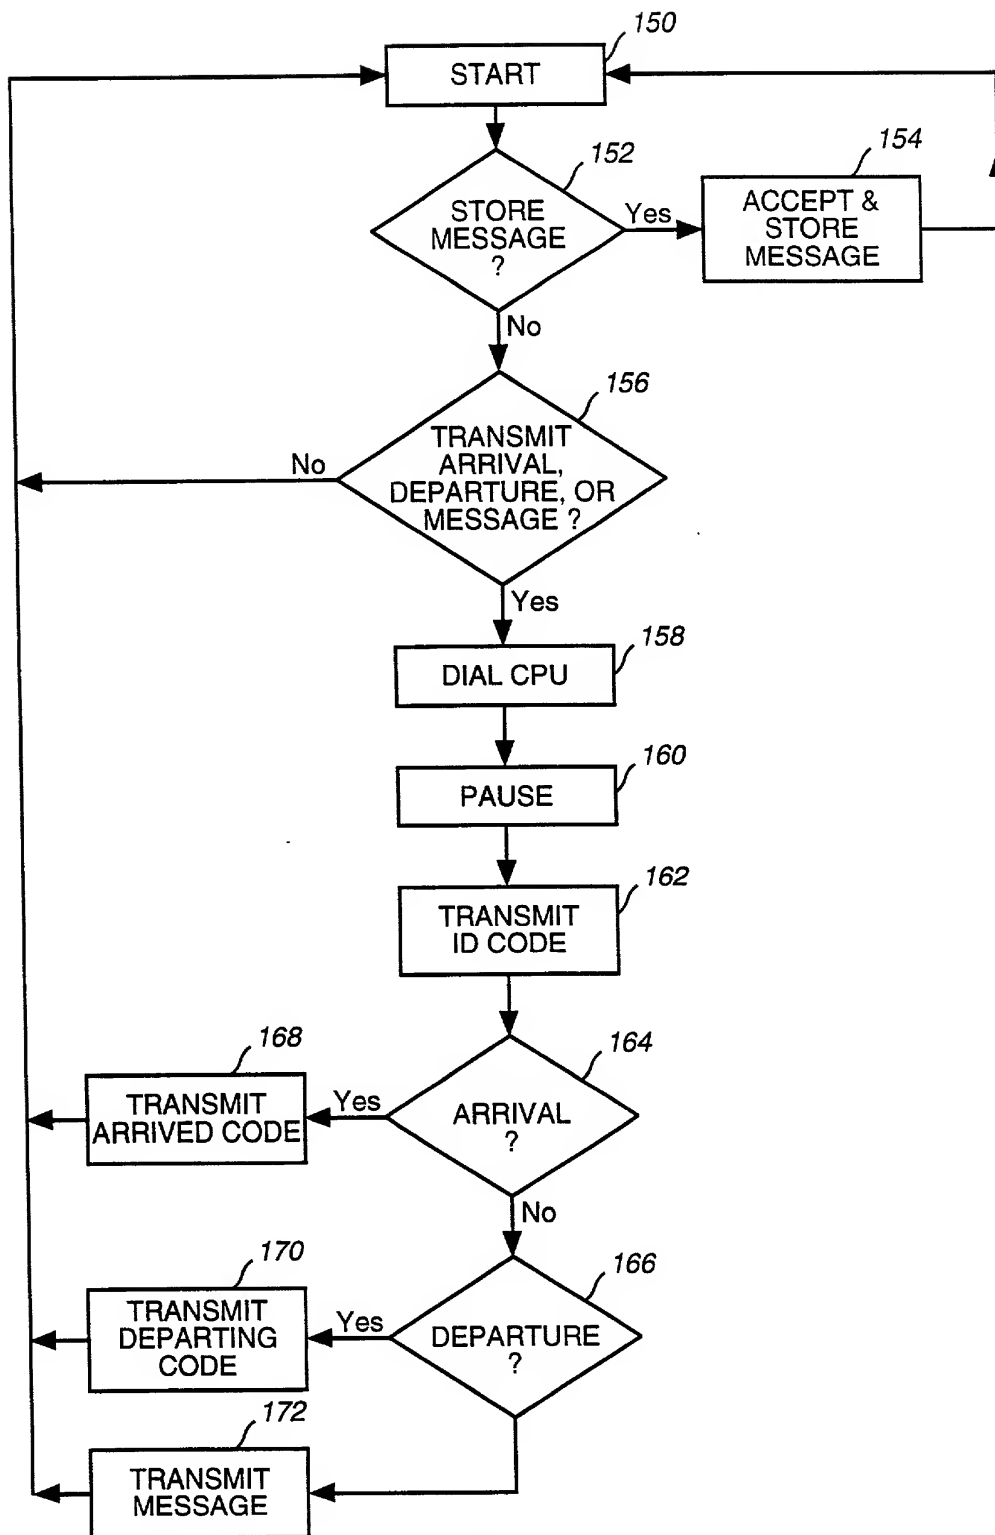 150
START
152
STORE
MESSAGE
?
Yes
154
ACCEPT &
STORE
MESSAGE
No
156
TRANSMIT
ARRIVAL,
DEPARTURE, OR
MESSAGE ?
No
Yes
158
DIAL CPU
160
PAUSE
162
TRANSMIT
ID CODE
164
ARRIVAL
?
Yes
168
TRANSMIT
ARRIVED CODE
No
166
DEPARTURE
?
Yes
170
TRANSMIT
DEPARTING
CODE
172
TRANSMIT
MESSAGE